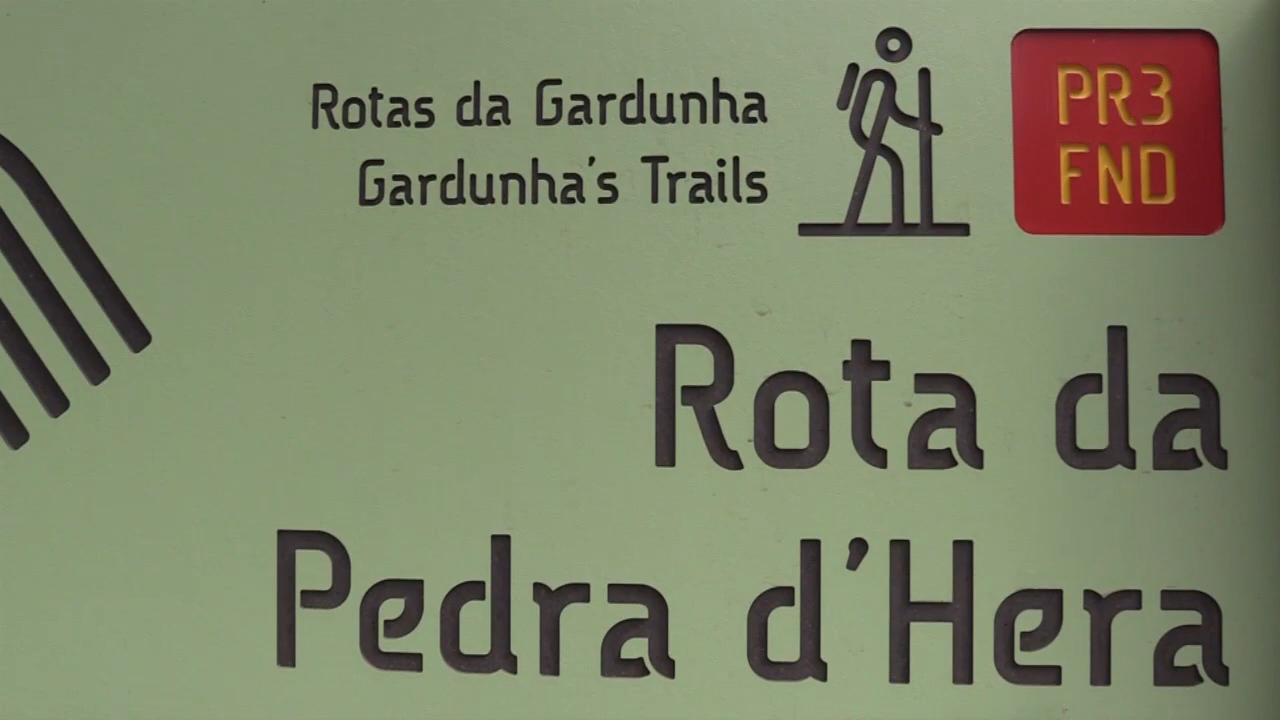 Rotas da Gardunha
Gardunha's Trails
PR3
FND
Rota da
Pedra d'Hera